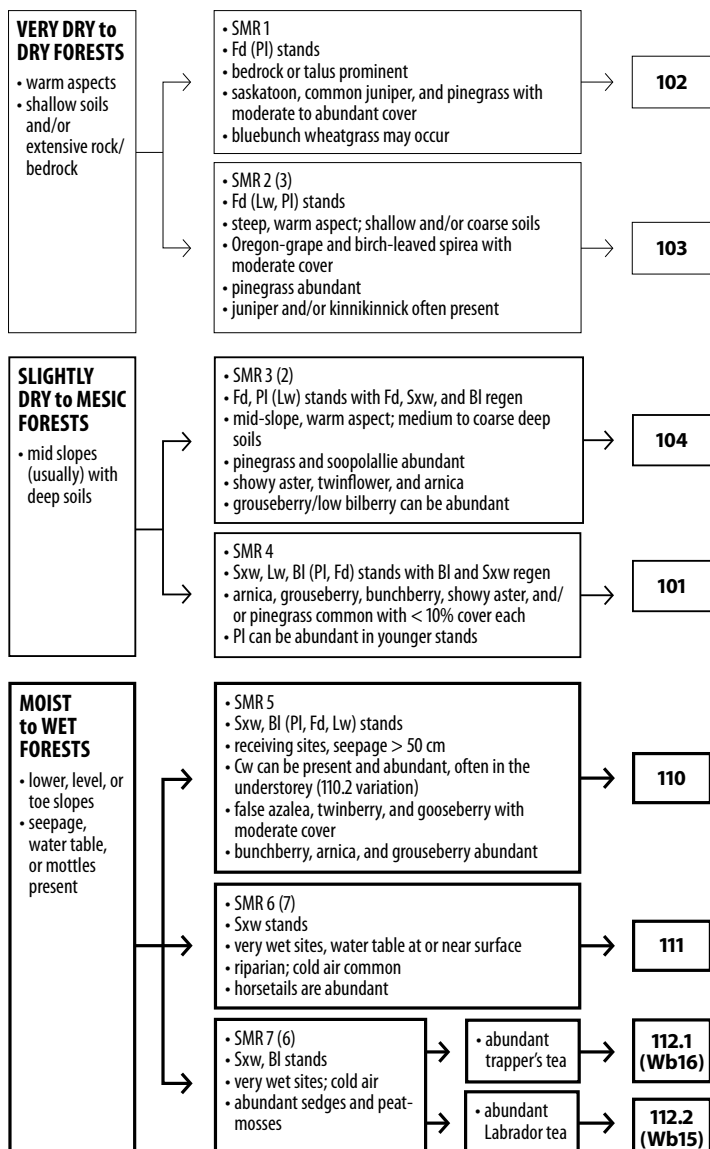 VERY DRY to
DRY FORESTS
• warm aspects
• shallow soils
and/or
extensive rock/
bedrock
• SMR 1
• Fd (Pl) stands
• bedrock or talus prominent
• saskatoon, common juniper, and pinegrass with
moderate to abundant cover
• bluebunch wheatgrass may occur
102
• SMR 2 (3)
• Fd (Lw, Pl) stands
• steep, warm aspect; shallow and/or coarse soils
• Oregon-grape and birch-leaved spirea with
moderate cover
• pinegrass abundant
• juniper and/or kinnikinnick often present
103
SLIGHTLY
DRY to MESIC
FORESTS
• mid slopes
(usually) with
deep soils
• SMR 3 (2)
• Fd, Pl (Lw) stands with Fd, Sxw, and Bl regen
• mid-slope, warm aspect; medium to coarse deep
soils
• pinegrass and soopolallie abundant
• showy aster, twinflower, and arnica
• grouseberry/low bilberry can be abundant
104
• SMR 4
• Sxw, Lw, Bl (Pl, Fd) stands with Bl and Sxw regen
• arnica, grouseberry, bunchberry, showy aster, and/
or pinegrass common with < 10% cover each
• Pl can be abundant in younger stands
101
MOIST
to WET
FORESTS
• lower, level, or
toe slopes
• seepage,
water table,
or mottles
present
• SMR 5
• Sxw, Bl (Pl, Fd, Lw) stands
• receiving sites, seepage > 50 cm
• Cw can be present and abundant, often in the
understorey (110.2 variation)
• false azalea, twinberry, and gooseberry with
moderate cover
• bunchberry, arnica, and grouseberry abundant
110
• SMR 6 (7)
• Sxw stands
• very wet sites, water table at or near surface
• riparian; cold air common
• horsetails are abundant
111
• SMR 7 (6)
• Sxw, Bl stands
• very wet sites; cold air
• abundant sedges and peat-
mosses
• abundant
trapper's tea
112.1
(Wb16)
• abundant
Labrador tea
112.2
(Wb15)